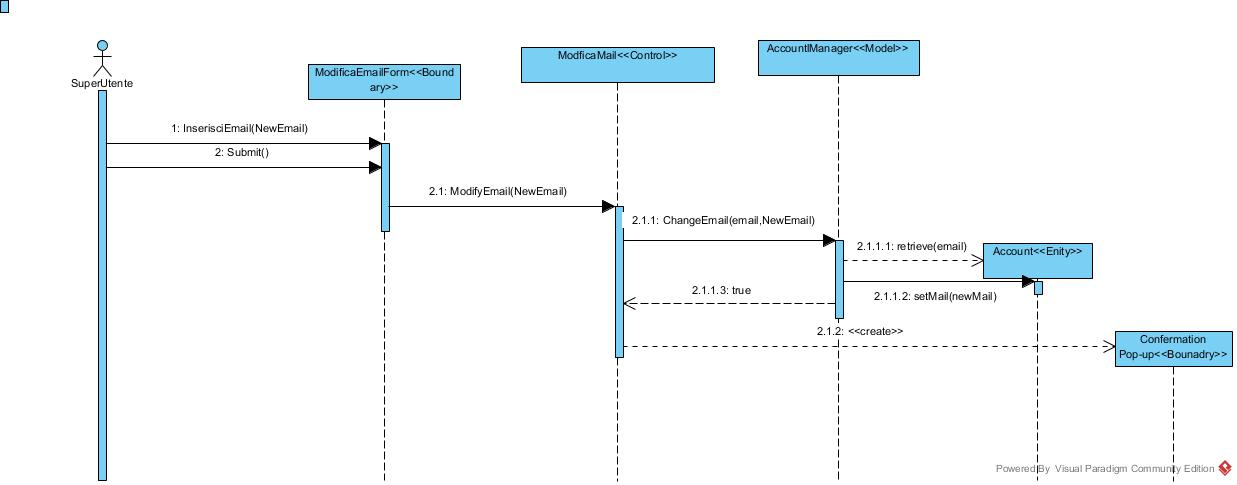 SuperUtente
ModificaEmailForm<<Bound
ary>>
ModficaMail<<Control>>
AccountManager<<Model>>
1: InserisciEmail(NewEmail)
2: Submit()
2.1: ModifyEmail(NewEmail)
2.1.1: ChangeEmail(email,NewEmail)
2.1.1.1: retrieve(email)
Account<<Enity>>
2.1.1.2: setMail(newMail)
2.1.1.3: true
2.1.2: <<create>>
Confermation
Pop-up<<Bounadry>>
Powered By Visual Paradigm Community Edition